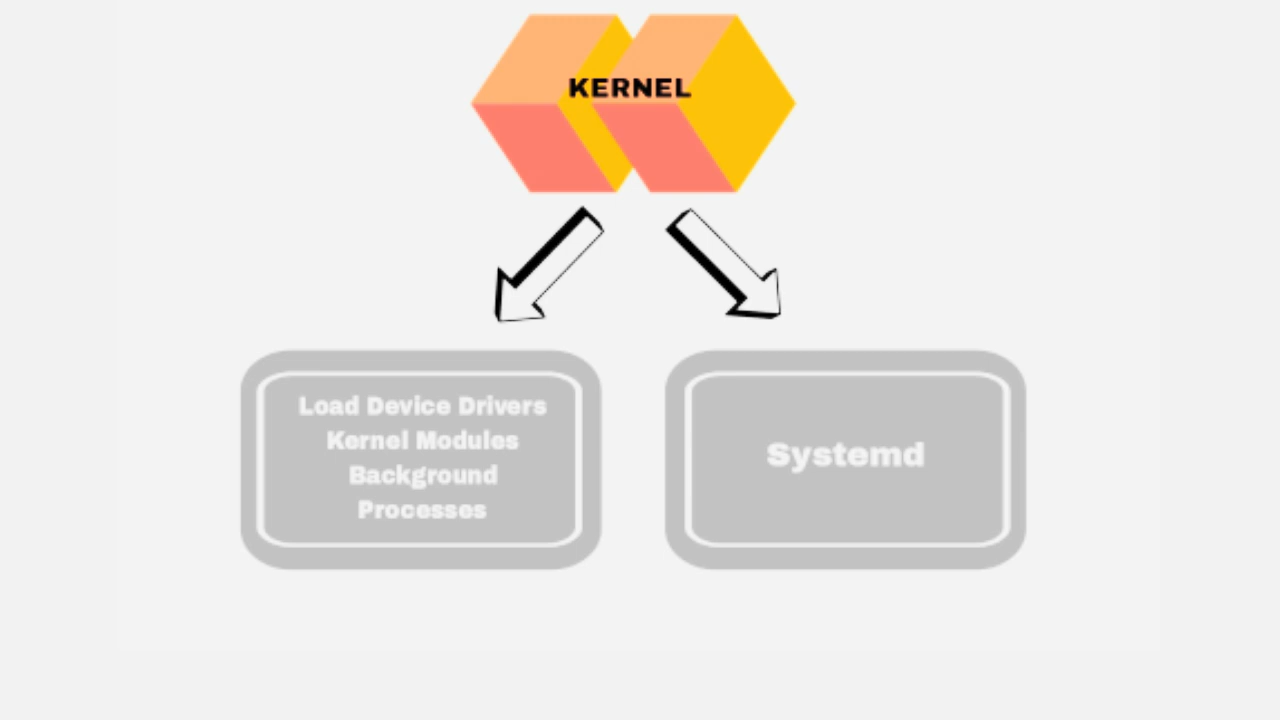 KERNEL
Load Device Drivers
Kernel Modules
Background
Processes
Systemd